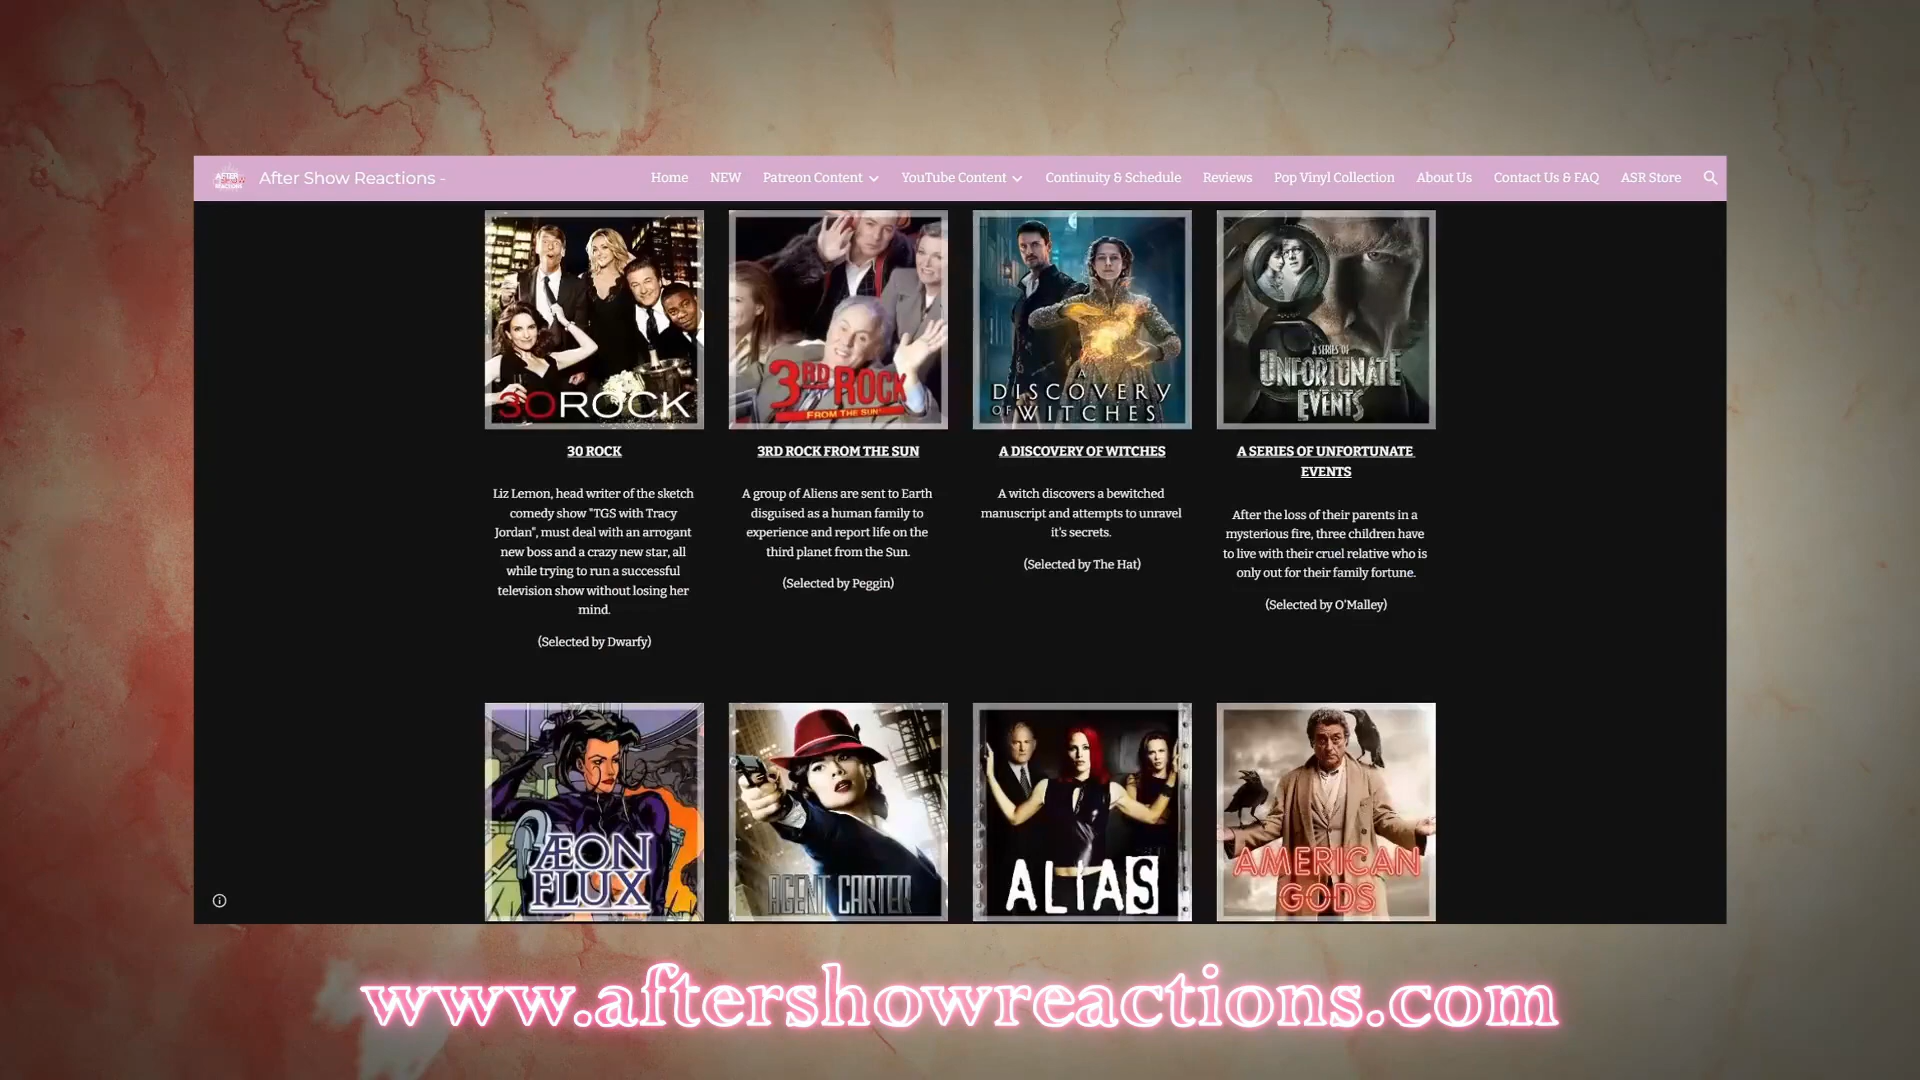 AFTER
SHOW
REACTIONS
After Show Reactions -
Home
NEW
Patreon Content
YouTube Content
Continuity & Schedule
Reviews
Pop Vinyl Collection
About Us
Contact Us & FAQ
ASR Store
30ROCK
3RD ROCK
FROM THE SUN
A
DISCOVERY
OF WITCHES
A SERIES OF
UNFORTUNATE
EVENTS
30 ROCK
Liz Lemon, head writer of the sketch
comedy show "TGS with Tracy
Jordan", must deal with an arrogant
new boss and a crazy new star, all
while trying to run a successful
television show without losing her
mind.
(Selected by Dwarfy)
3RD ROCK FROM THE SUN
A group of Aliens are sent to Earth
disguised as a human family to
experience and report life on the
third planet from the Sun.
(Selected by Peggin)
A DISCOVERY OF WITCHES
A witch discovers a bewitched
manuscript and attempts to unravel
it's secrets.
(Selected by The Hat)
A SERIES OF UNFORTUNATE
EVENTS
After the loss of their parents in a
mysterious fire, three children have
to live with their cruel relative who is
only out for their family fortune.
(Selected by O'Malley)
ÆON
FLUX
AGENT CARTER
ALIAS
AMERICAN
GODS
www.aftershowreactions.com